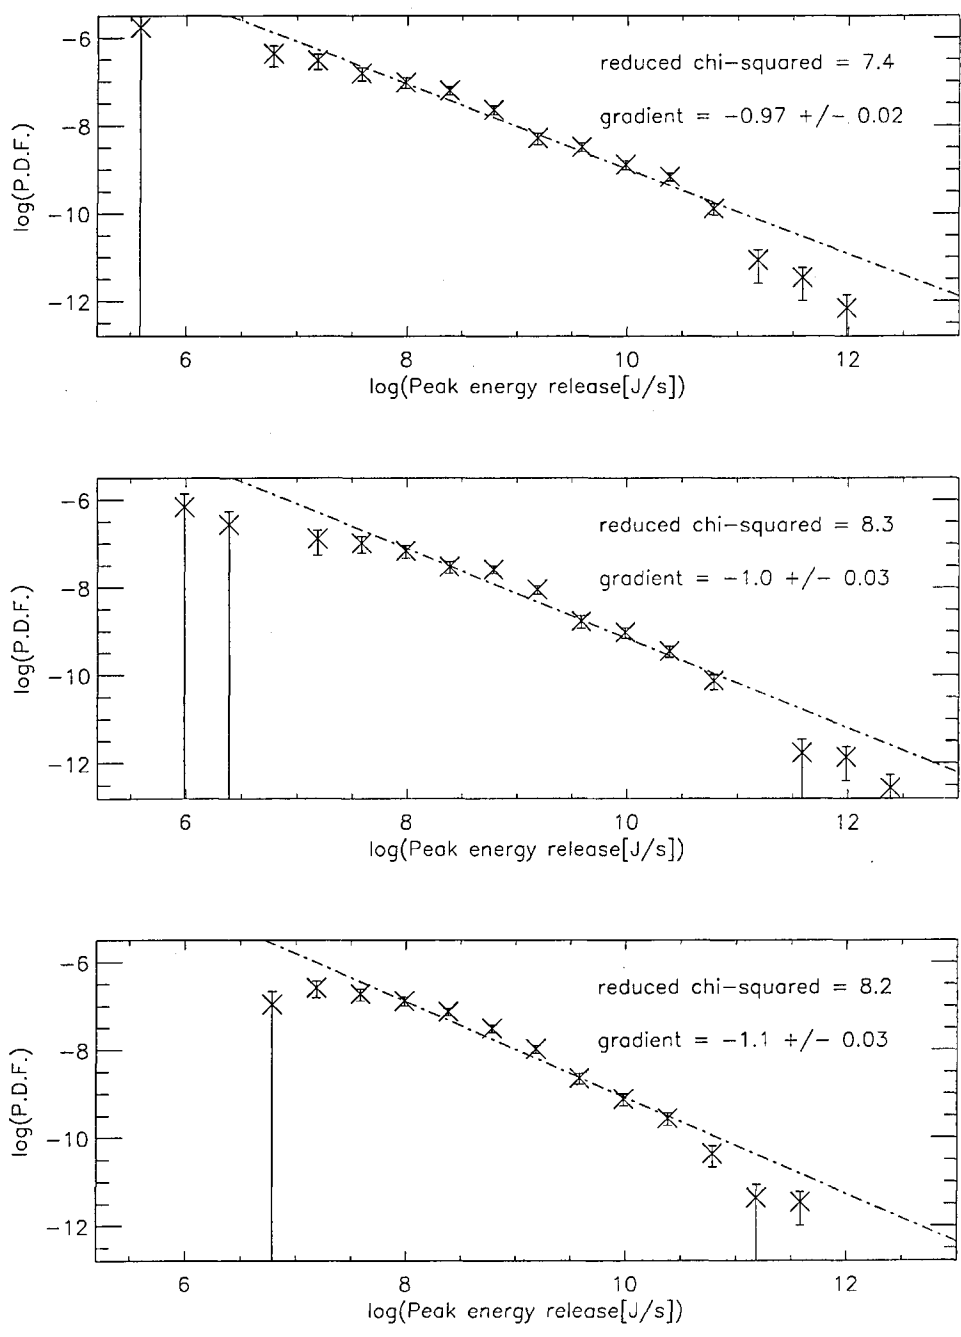 −6
−8
−10
−12
log(P.D.F.)
reduced chi−squared = 7.4
gradient = −0.97 +/− 0.02
6 8 10 12
log(Peak energy release[J/s])
−6
−8
−10
−12
log(P.D.F.)
reduced chi−squared = 8.3
gradient = −1.0 +/− 0.03
6 8 10 12
log(Peak energy release[J/s])
−6
−8
−10
−12
log(P.D.F.)
reduced chi−squared = 8.2
gradient = −1.1 +/− 0.03
6 8 10 12
log(Peak energy release[J/s])